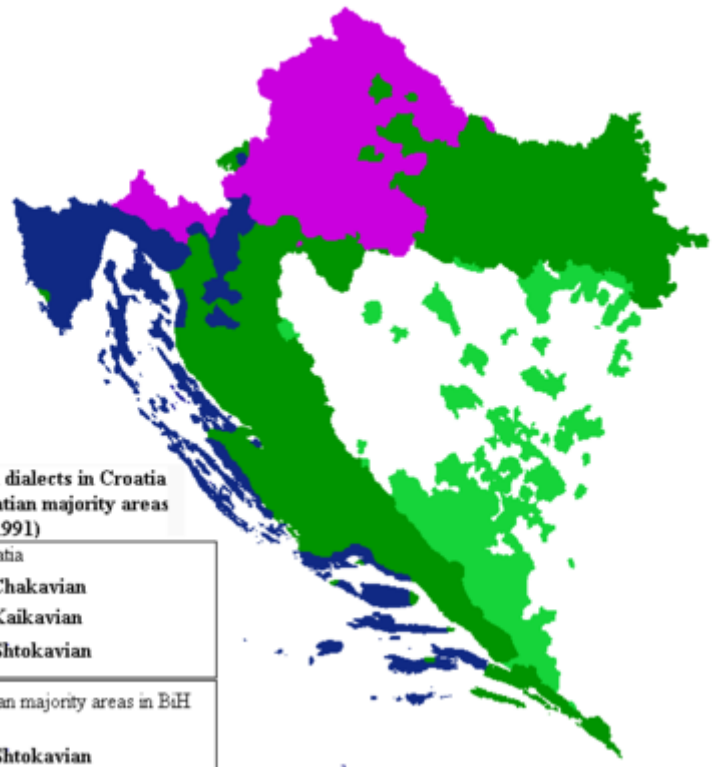 dialects in Croatia
atian majority areas
991)
atia
Chakavian
Kaikavian
Shtokavian
an majority areas in BiH
Shtokavian